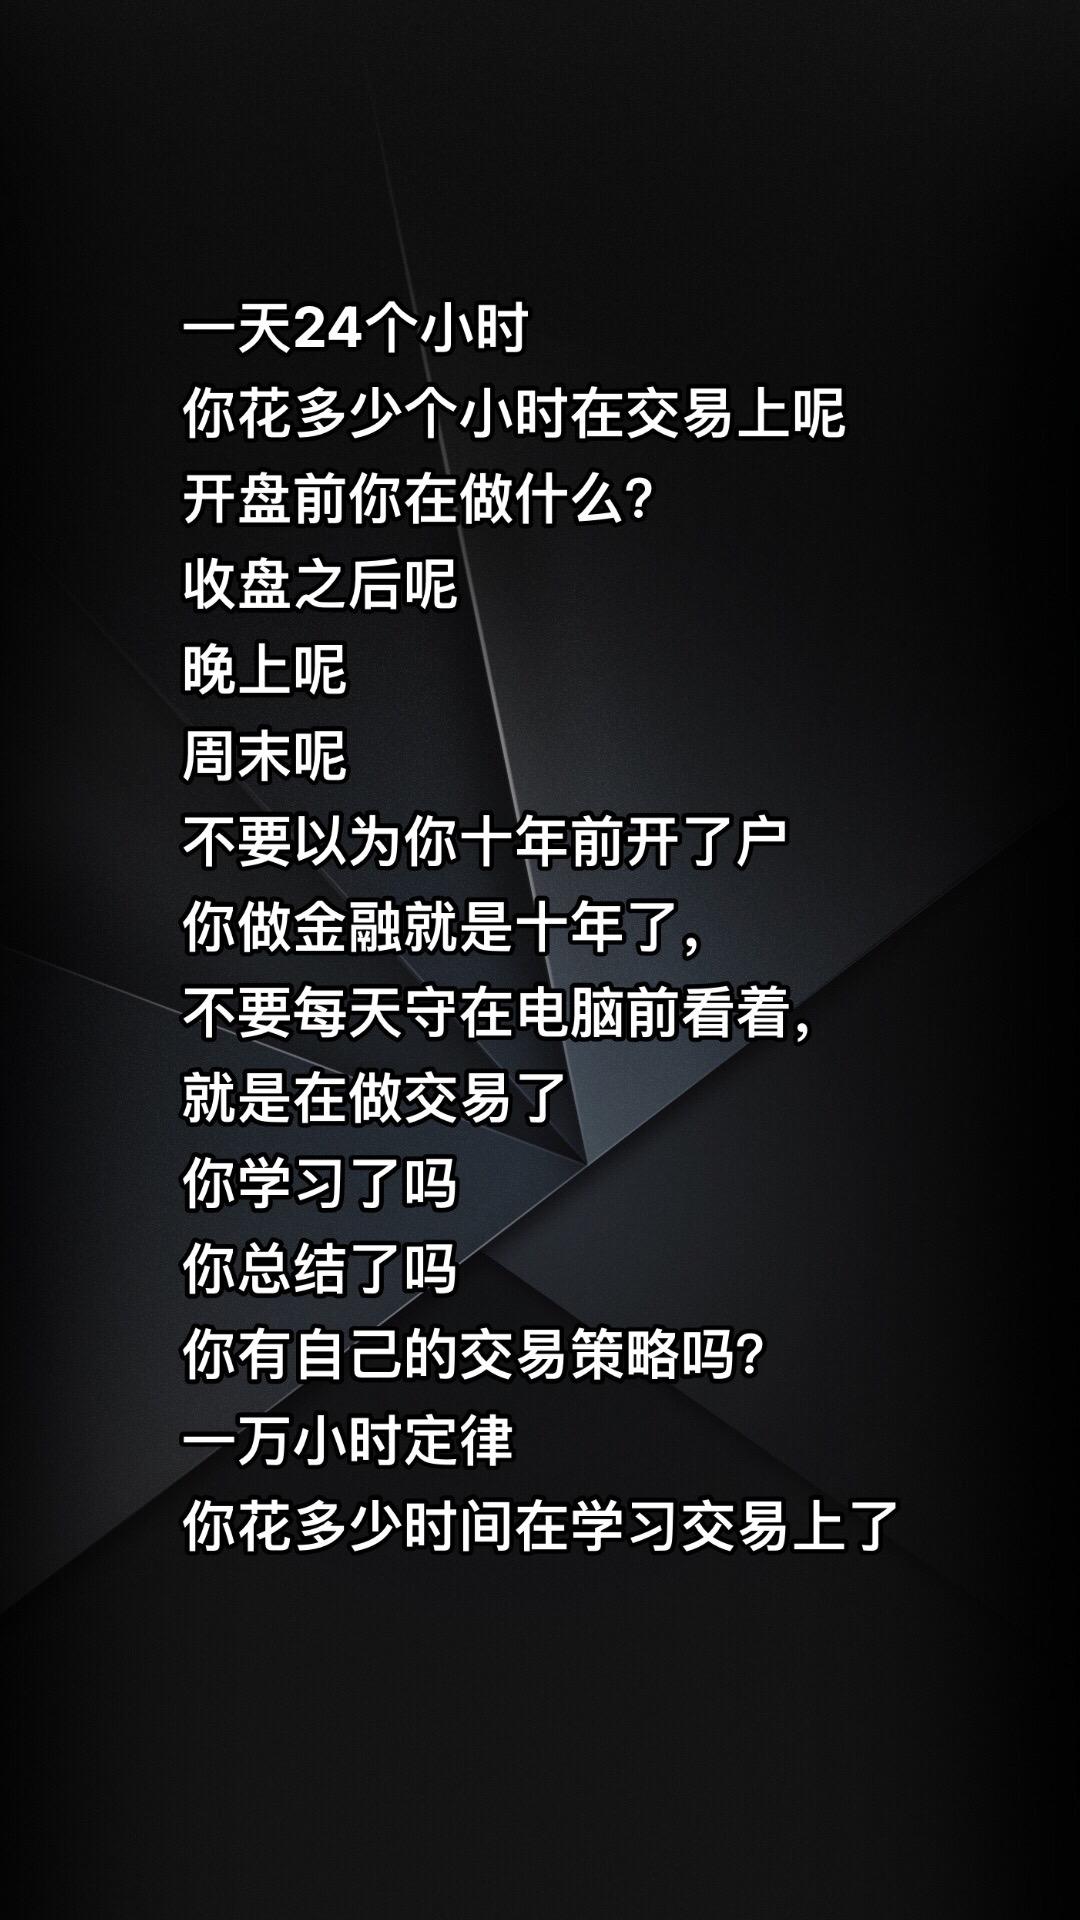 一天24个小时
你花多少个小时在交易上呢
开盘前你在做什么?
收盘之后呢
晚上呢
周末呢
不要以为你十年前开了户
你做金融就是十年了,
不要每天守在电脑前看着,
就是在做交易了
你学习了吗
你总结了吗
你有自己的交易策略吗?
一万小时定律
你花多少时间在学习交易上了